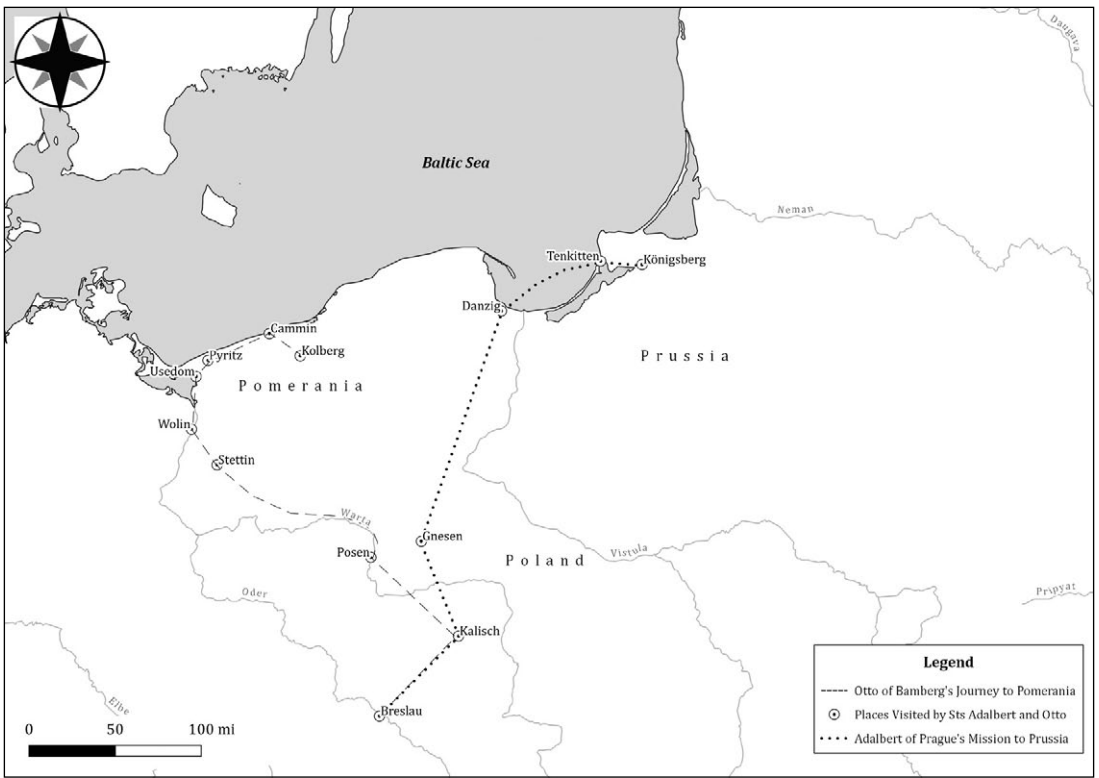 Daugava
Baltic Sea
Neman
Tenkitten
Königsberg
Danzig
Cammin
Kolberg
Pyritz
Usedom
Prussia
Pomerania
Wolin
Stettin
Warta
Gnesen
Posen
Poland
Vistula
Oder
Pripyat
Kalisch
Elbe
Breslau
0 50 100 mi
Legend
Otto of Bamberg's Journey to Pomerania
Places Visited by Sts Adalbert and Otto
Adalbert of Prague's Mission to Prussia